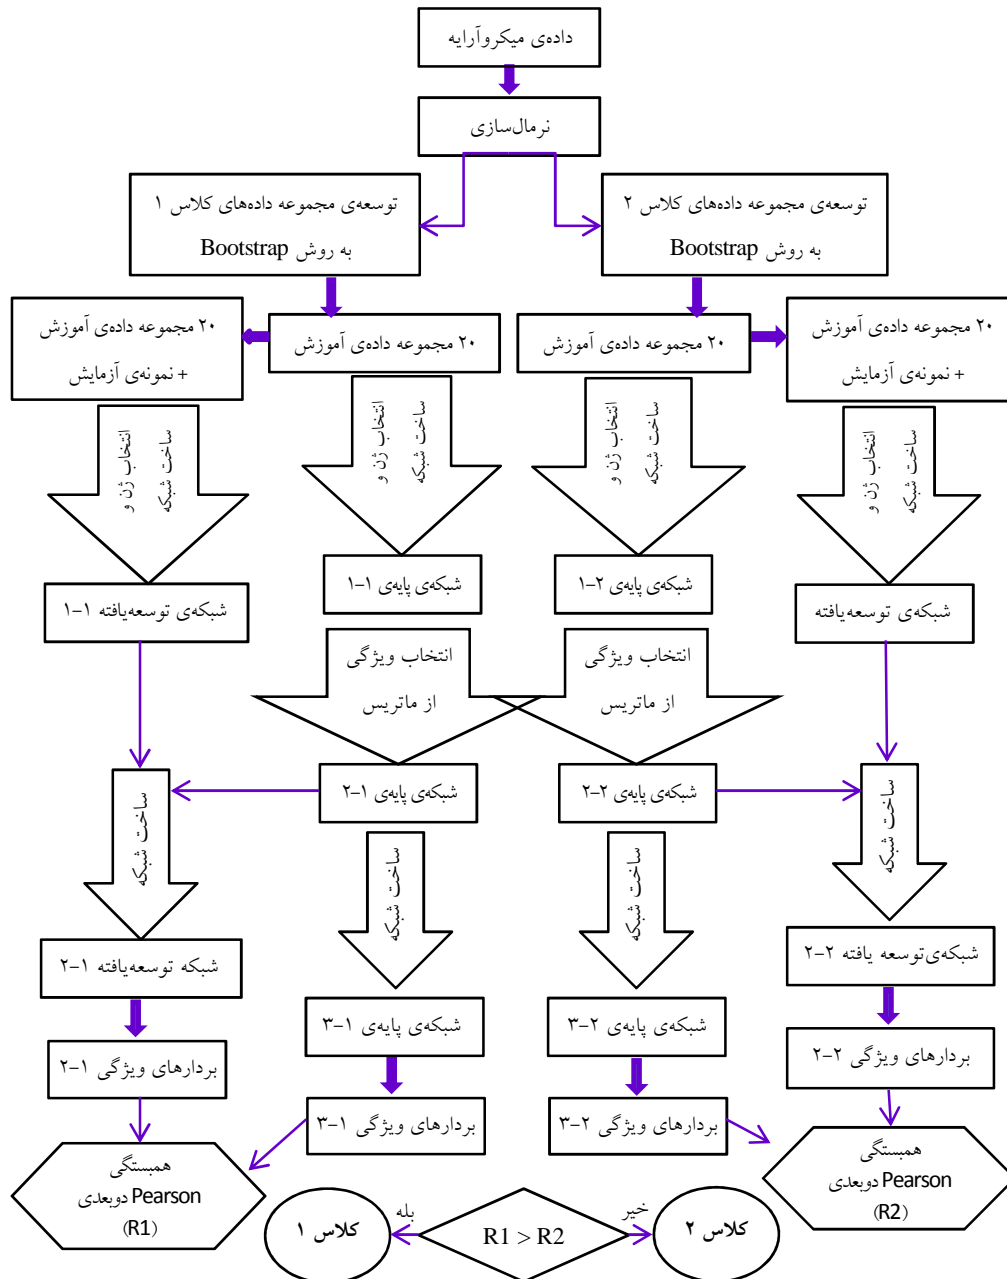 داده‌ی میکروآرایه
نرمال‌سازی
توسعه‌ی مجموعه داده‌های کلاس ۱
به روش Bootstrap
توسعه‌ی مجموعه داده‌های کلاس ۲
به روش Bootstrap
۲۰ مجموعه داده‌ی آموزش
+ نمونه‌ی آزمایش
۲۰ مجموعه داده‌ی آموزش
۲۰ مجموعه داده‌ی آموزش
۲۰ مجموعه داده‌ی آموزش
+ نمونه‌ی آزمایش
انتخاب ژن و
ساخت شبکه
انتخاب ژن و
ساخت شبکه
انتخاب ژن و
ساخت شبکه
انتخاب ژن و
ساخت شبکه
شبکه‌ی توسعه‌یافته ۱-۱
شبکه‌ی پایه‌ی ۱-۱
شبکه‌ی پایه‌ی ۲-۱
شبکه‌ی توسعه‌یافته
انتخاب ویژگی
از ماتریس
انتخاب ویژگی
از ماتریس
شبکه‌ی پایه‌ی ۱-۲
شبکه‌ی پایه‌ی ۲-۲
ساخت شبکه
ساخت شبکه
ساخت شبکه
ساخت شبکه
شبکه توسعه‌یافته ۱-۲
شبکه‌ی پایه‌ی ۱-۳
شبکه‌ی پایه‌ی ۲-۳
شبکه‌ی توسعه یافته ۲-۲
بردارهای ویژگی ۱-۲
بردارهای ویژگی ۱-۳
بردارهای ویژگی ۲-۳
بردارهای ویژگی ۲-۲
همبستگی
Pearson دوبعدی
(R1)
همبستگی
Pearson دوبعدی
(R2)
کلاس ۱
بله
R1 > R2
خیر
کلاس ۲